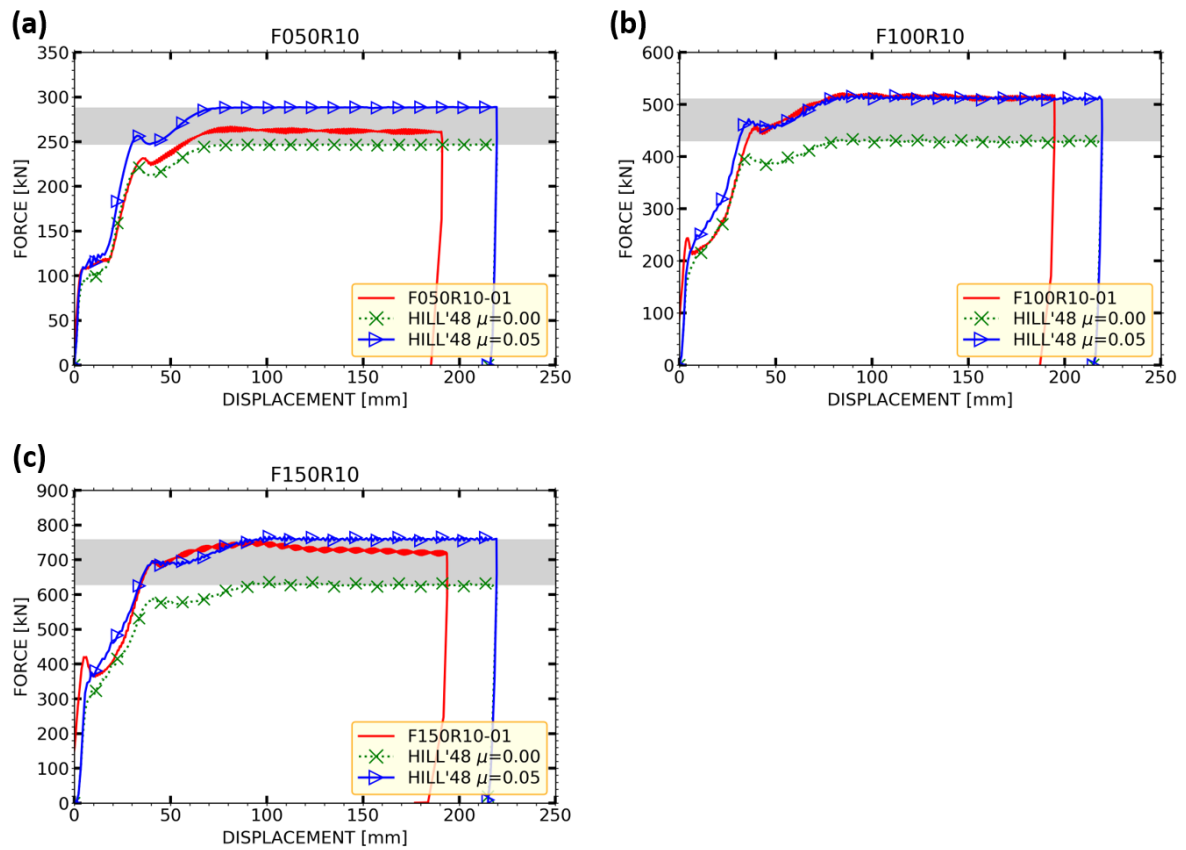 (a)
F050R10
350
300
250
200
150
100
50
0
FORCE [kN]
F050R10-01
HILL'48 μ=0.00
HILL'48 μ=0.05
0 50 100 150 200 250
DISPLACEMENT [mm]
(b)
F100R10
600
500
400
300
200
100
0
FORCE [kN]
F100R10-01
HILL'48 μ=0.00
HILL'48 μ=0.05
0 50 100 150 200 250
DISPLACEMENT [mm]
(c)
F150R10
900
800
700
600
500
400
300
200
100
0
FORCE [kN]
F150R10-01
HILL'48 μ=0.00
HILL'48 μ=0.05
0 50 100 150 200 250
DISPLACEMENT [mm]